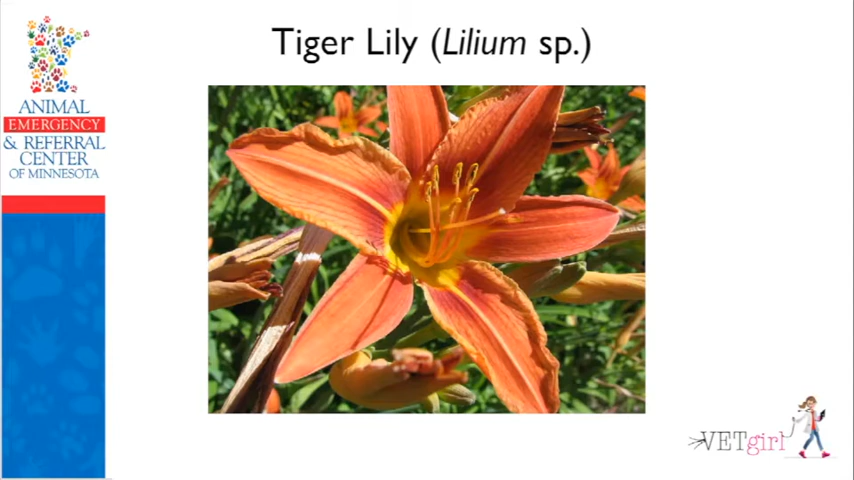 Tiger Lily (Lilium sp.)
ANIMAL
EMERGENCY
& REFERRAL
CENTER
OF MINNESOTA
VETgirl